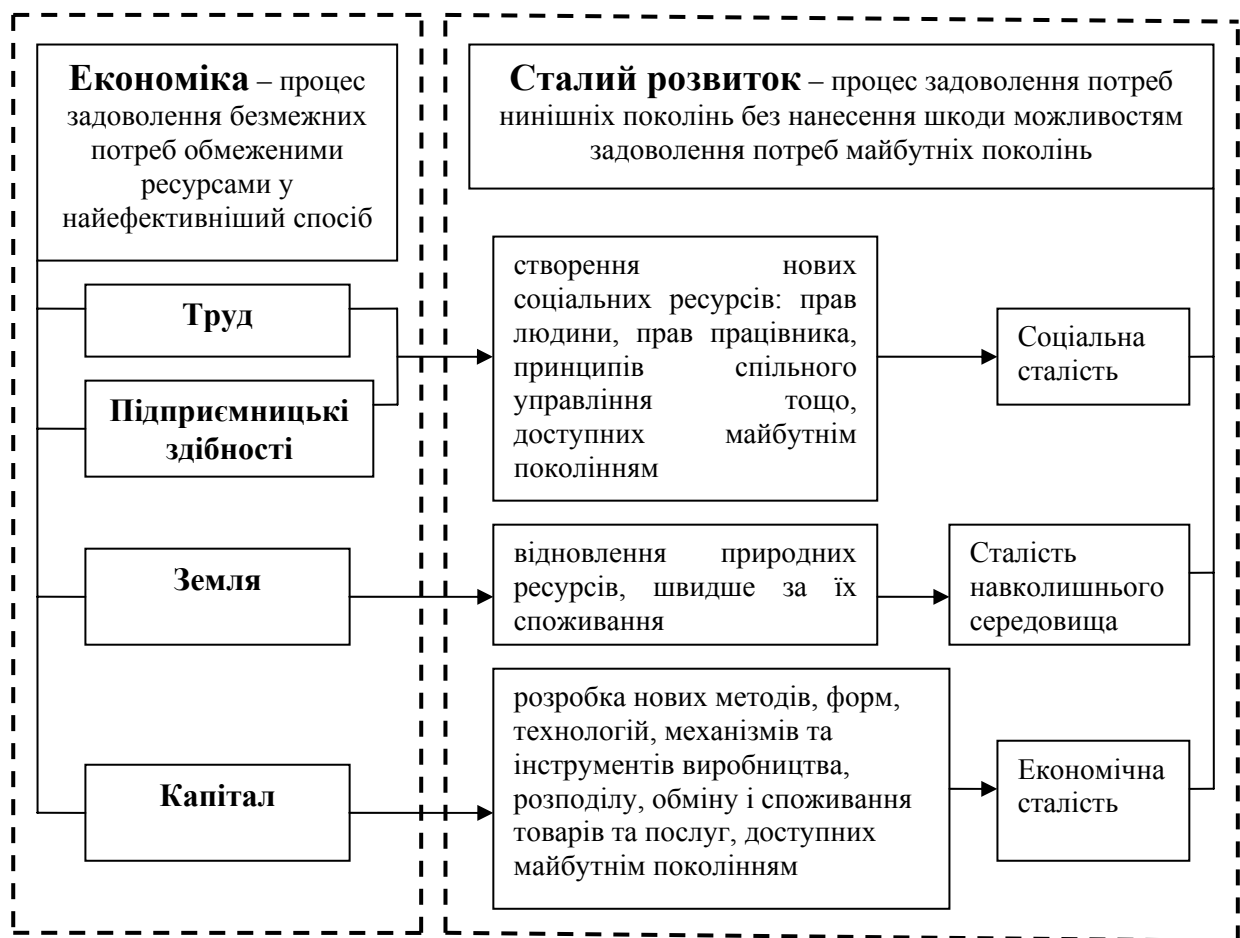 Економіка – процес
задоволення безмежних
потреб обмеженими
ресурсами у
найефективніший спосіб
Сталий розвиток – процес задоволення потреб
нинішніх поколінь без нанесення шкоди можливостям
задоволення потреб майбутніх поколінь
Труд
Підприємницькі
здібності
створення нових
соціальних ресурсів: прав
людини, прав працівника,
принципів спільного
управління тощо,
доступних майбутнім
поколінням
Соціальна
сталість
Земля
відновлення природних
ресурсів, швидше за їх
споживання
Сталість
навколишнього
середовища
Капітал
розробка нових методів, форм,
технологій, механізмів та
інструментів виробництва,
розподілу, обміну і споживання
товарів та послуг, доступних
майбутнім поколінням
Економічна
сталість